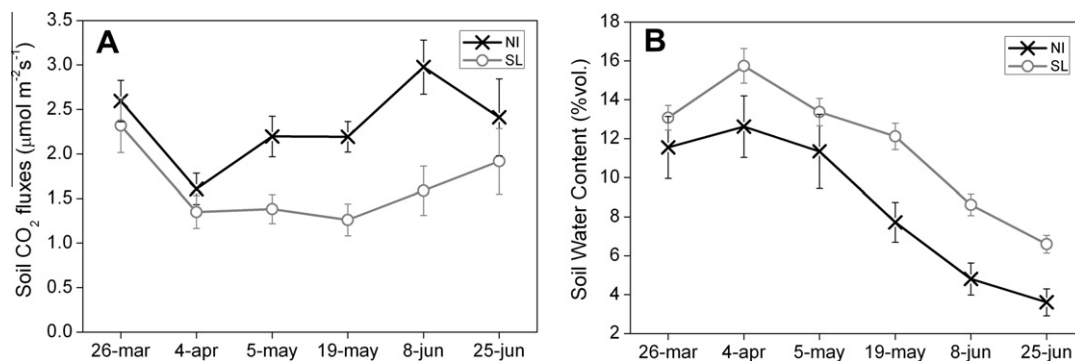 A
NI
SL
Soil CO₂ fluxes (μmol m⁻²s⁻¹)
3.5
3.0
2.5
2.0
1.5
1.0
0.5
0.0
26-mar 4-apr 5-may 19-may 8-jun 25-jun
B
NI
SL
Soil Water Content (%vol.)
18
16
14
12
10
8
6
4
2
26-mar 4-apr 5-may 19-may 8-jun 25-jun